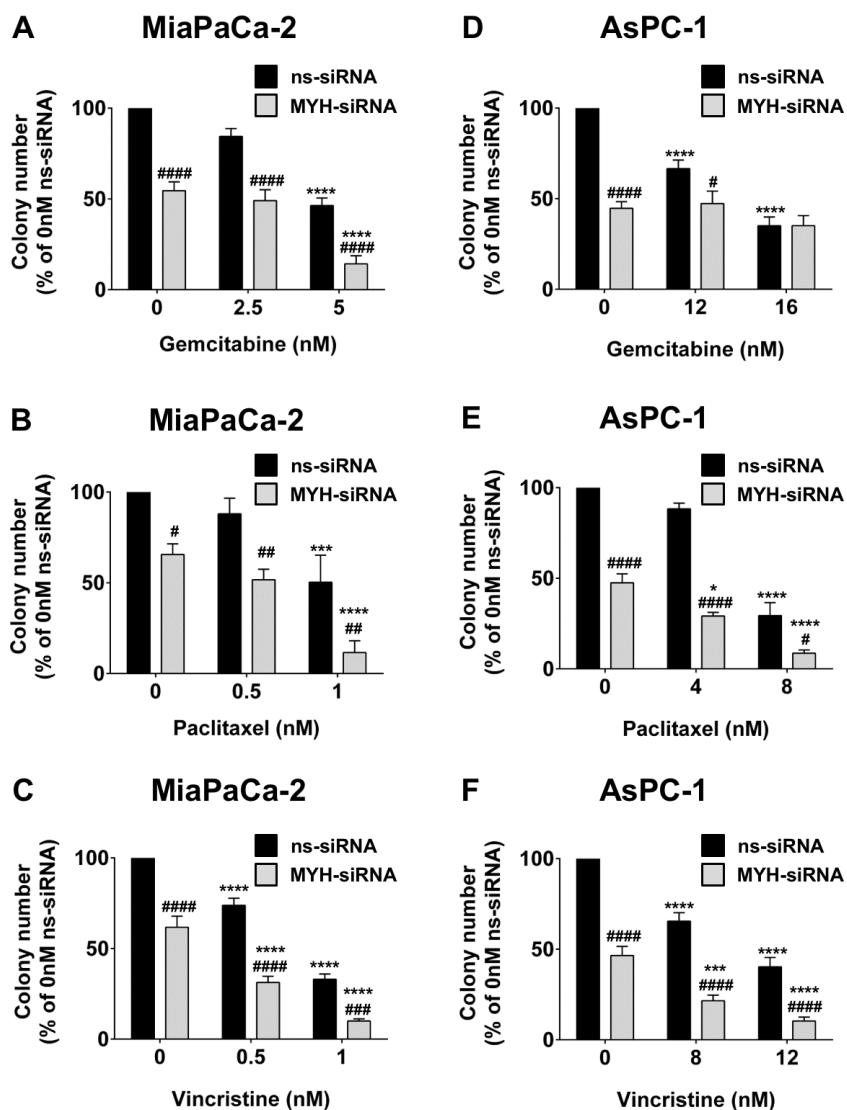 A
MiaPaCa-2
ns-siRNA
MYH-siRNA
Colony number
(% of 0nM ns-siRNA)
100
50
0
####
####
****
****
####
0 2.5 5
Gemcitabine (nM)
D
AsPC-1
ns-siRNA
MYH-siRNA
Colony number
(% of 0nM ns-siRNA)
100
50
0
####
****
#
****
0 12 16
Gemcitabine (nM)
B
MiaPaCa-2
ns-siRNA
MYH-siRNA
Colony number
(% of 0nM ns-siRNA)
100
50
0
#
##
***
****
##
0 0.5 1
Paclitaxel (nM)
E
AsPC-1
ns-siRNA
MYH-siRNA
Colony number
(% of 0nM ns-siRNA)
100
50
0
####
*
####
****
****
#
0 4 8
Paclitaxel (nM)
C
MiaPaCa-2
ns-siRNA
MYH-siRNA
Colony number
(% of 0nM ns-siRNA)
100
50
0
####
****
****
####
****
****
###
0 0.5 1
Vincristine (nM)
F
AsPC-1
ns-siRNA
MYH-siRNA
Colony number
(% of 0nM ns-siRNA)
100
50
0
####
****
***
####
****
****
####
0 8 12
Vincristine (nM)